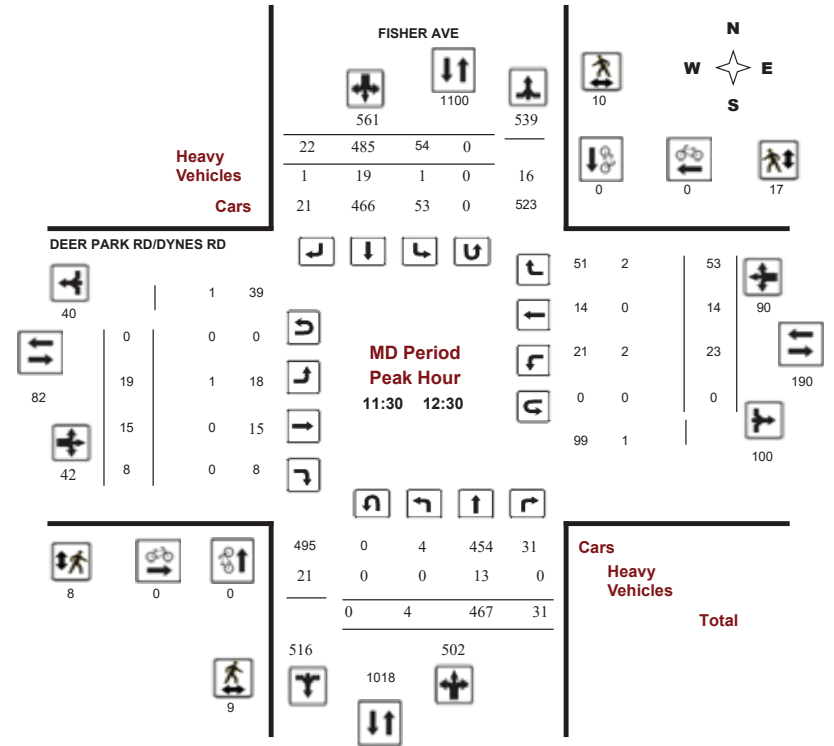 FISHER AVE
N
W E
S
1100
10
561 539
22 485 54 0
Heavy
Vehicles
1 19 1 0 16
Cars
21 466 53 0 523
0 0 17
DEER PARK RD/DYNES RD
40
1 39
51 2 53
0 0 0
14 0 14 90
82
19 1 18
MD Period
Peak Hour
11:30 12:30
21 2 23
190
15 0 15
0 0 0
42
8 0 8
99 1
100
495 0 4 454 31
Cars
21 0 0 13 0
Heavy
Vehicles
8 0 0
0 4 467 31
Total
516 502
1018
9